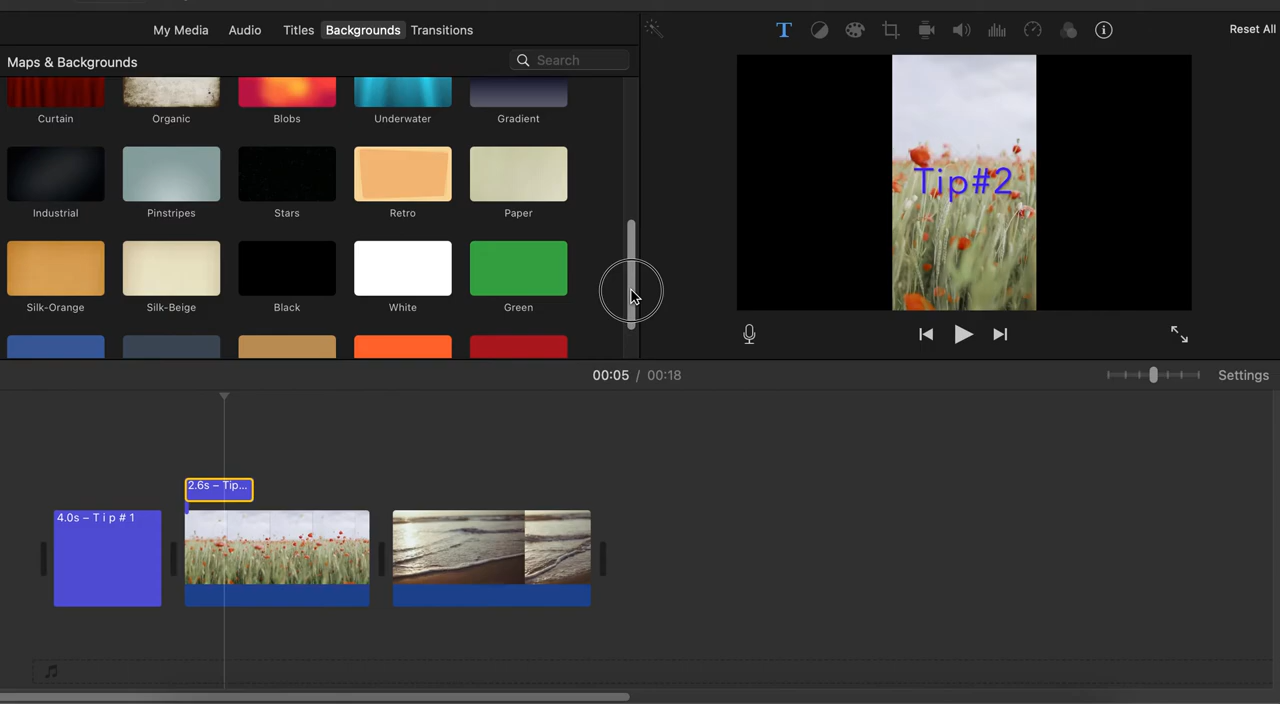 My Media Audio Titles Backgrounds Transitions
T
Reset All
Maps & Backgrounds
Search
Curtain Organic Blobs Underwater Gradient
Industrial Pinstripes Stars Retro Paper
Silk-Orange Silk-Beige Black White Green
Tip#2
00:05 / 00:18
Settings
2.6s – Tip...
4.0s – T i p # 1